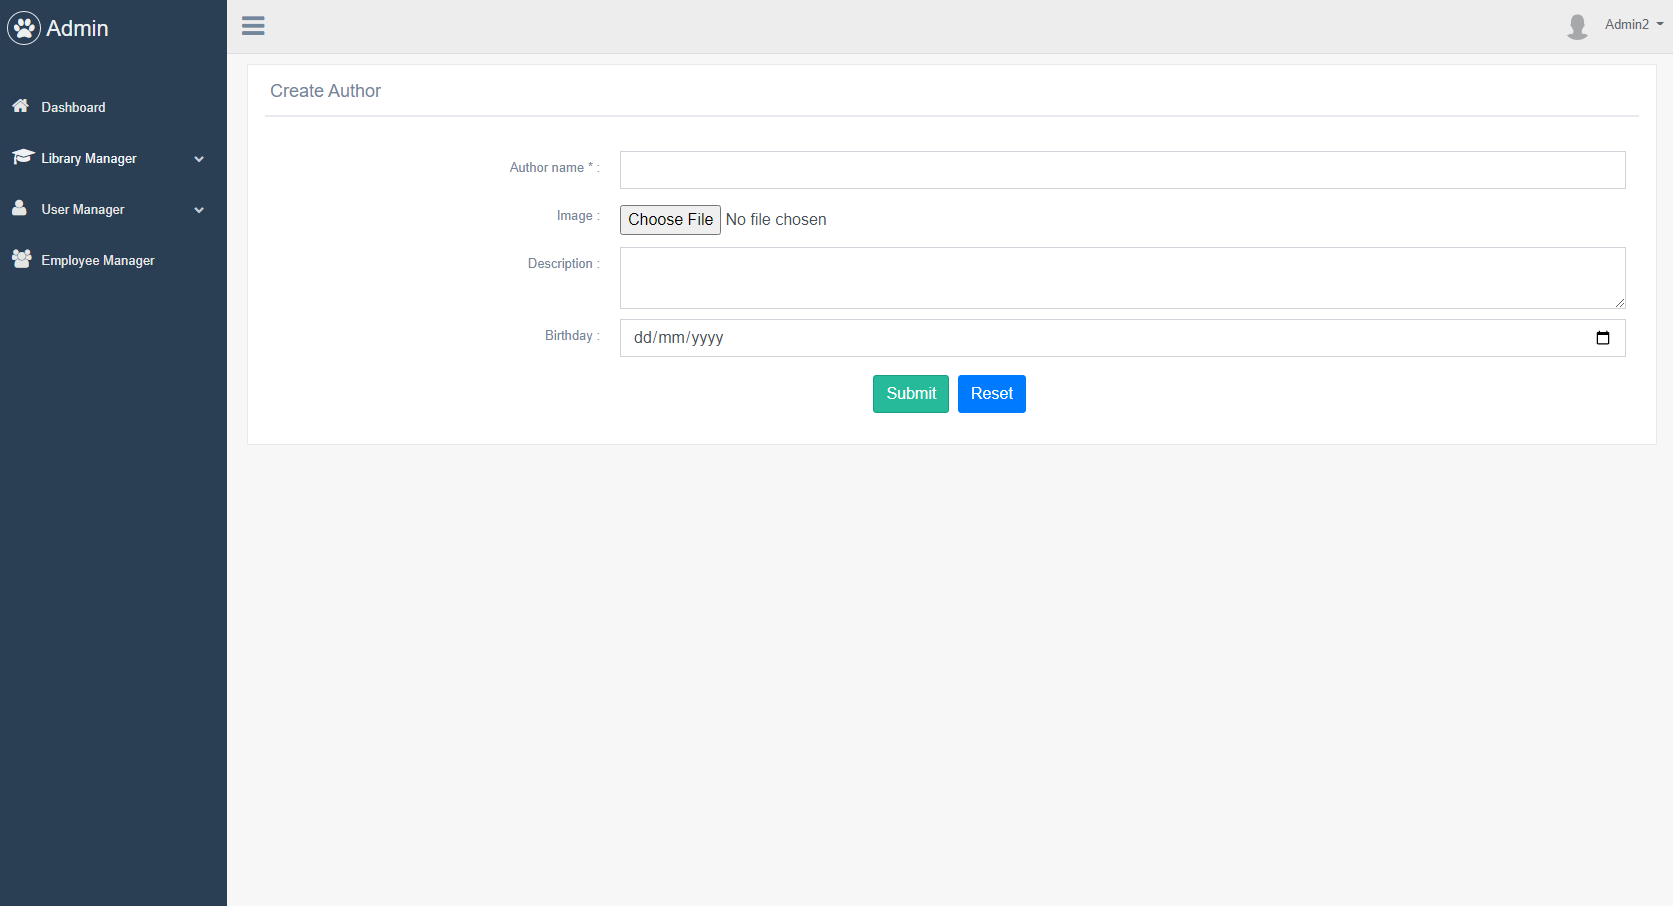 Admin
Admin2
Dashboard
Library Manager
User Manager
Employee Manager
Create Author
Author name * :
Image :
Choose File No file chosen
Description :
Birthday :
dd/mm/yyyy
Submit
Reset